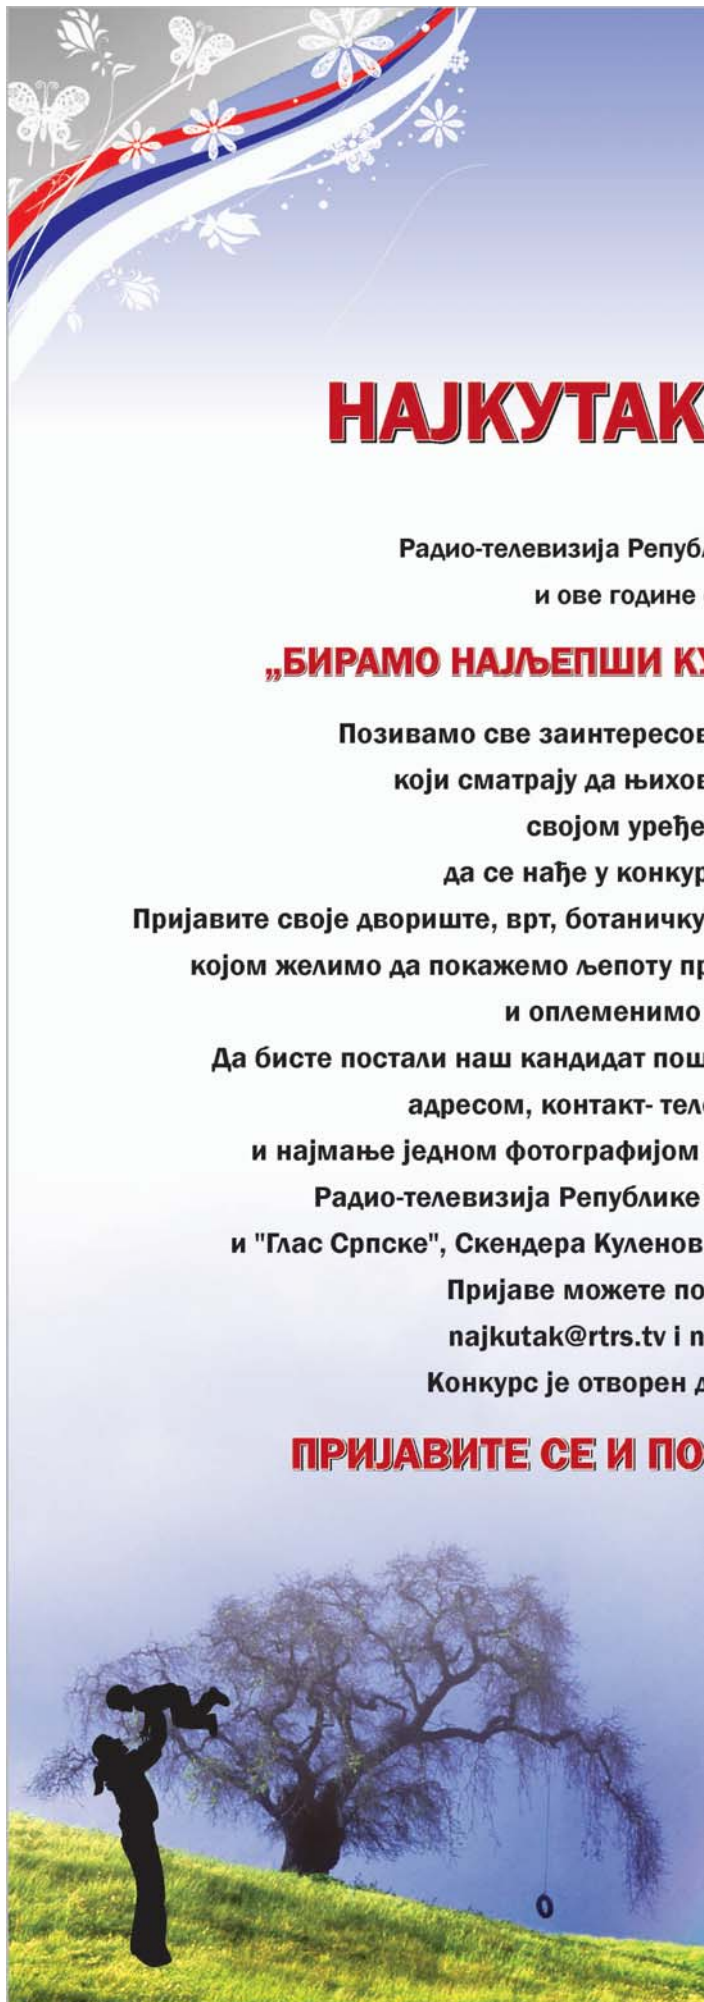 НАЈКУТАК
Радио-телевизија Репуб
и ове године
„БИРАМО НАЈЉЕПШИ КУ
Позивамо све заинтересов
који сматрају да њихов
својом уређе
да се нађе у конкур
Пријавите своје двориште, врт, ботаничку
којом желимо да покажемо љепоту пр
и оплеменимо
Да бисте постали наш кандидат пош
адресом, контакт- тел
и најмање једном фотографијом
Радио-телевизија Републике
и "Глас Српске", Скендера Куленов
Пријаве можете по
najkutak@rtrs.tv i n
Конкурс је отворен д
ПРИЈАВИТЕ СЕ И ПО